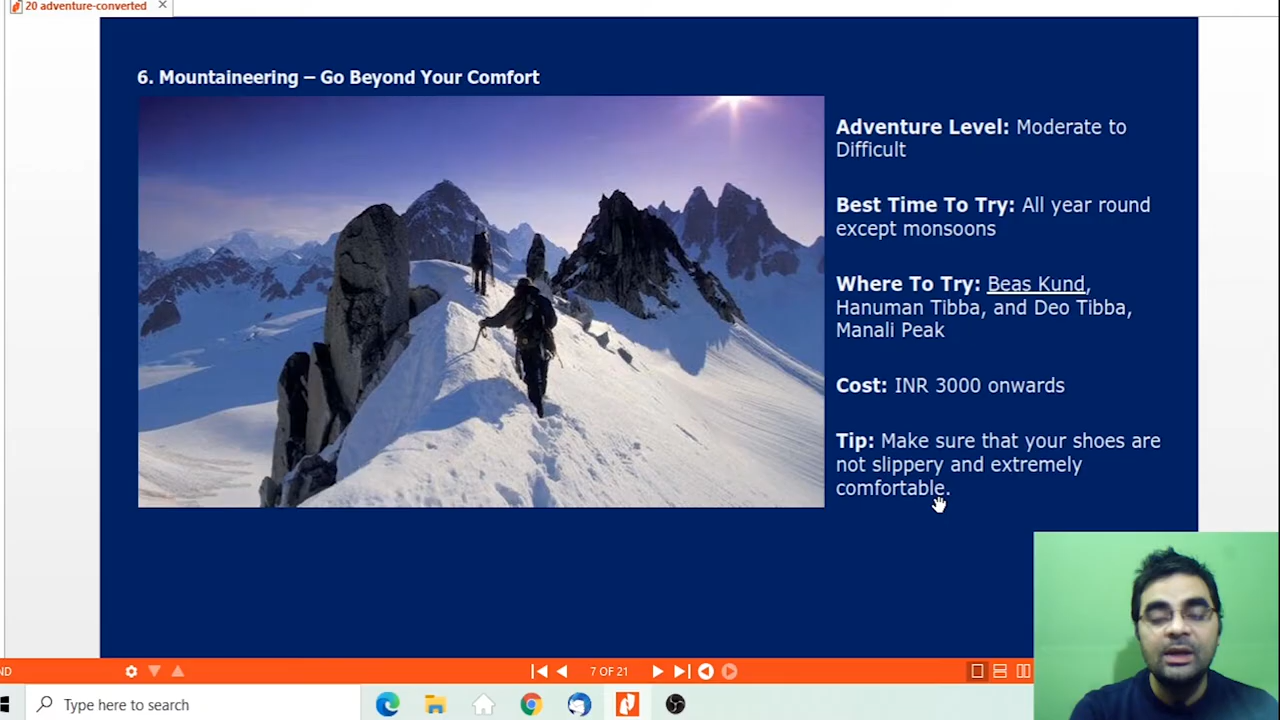 20 adventure-converted
6. Mountaineering – Go Beyond Your Comfort
Adventure Level: Moderate to
Difficult
Best Time To Try: All year round
except monsoons
Where To Try: Beas Kund,
Hanuman Tibba, and Deo Tibba,
Manali Peak
Cost: INR 3000 onwards
Tip: Make sure that your shoes are
not slippery and extremely
comfortable.
ND
7 OF 21
Type here to search